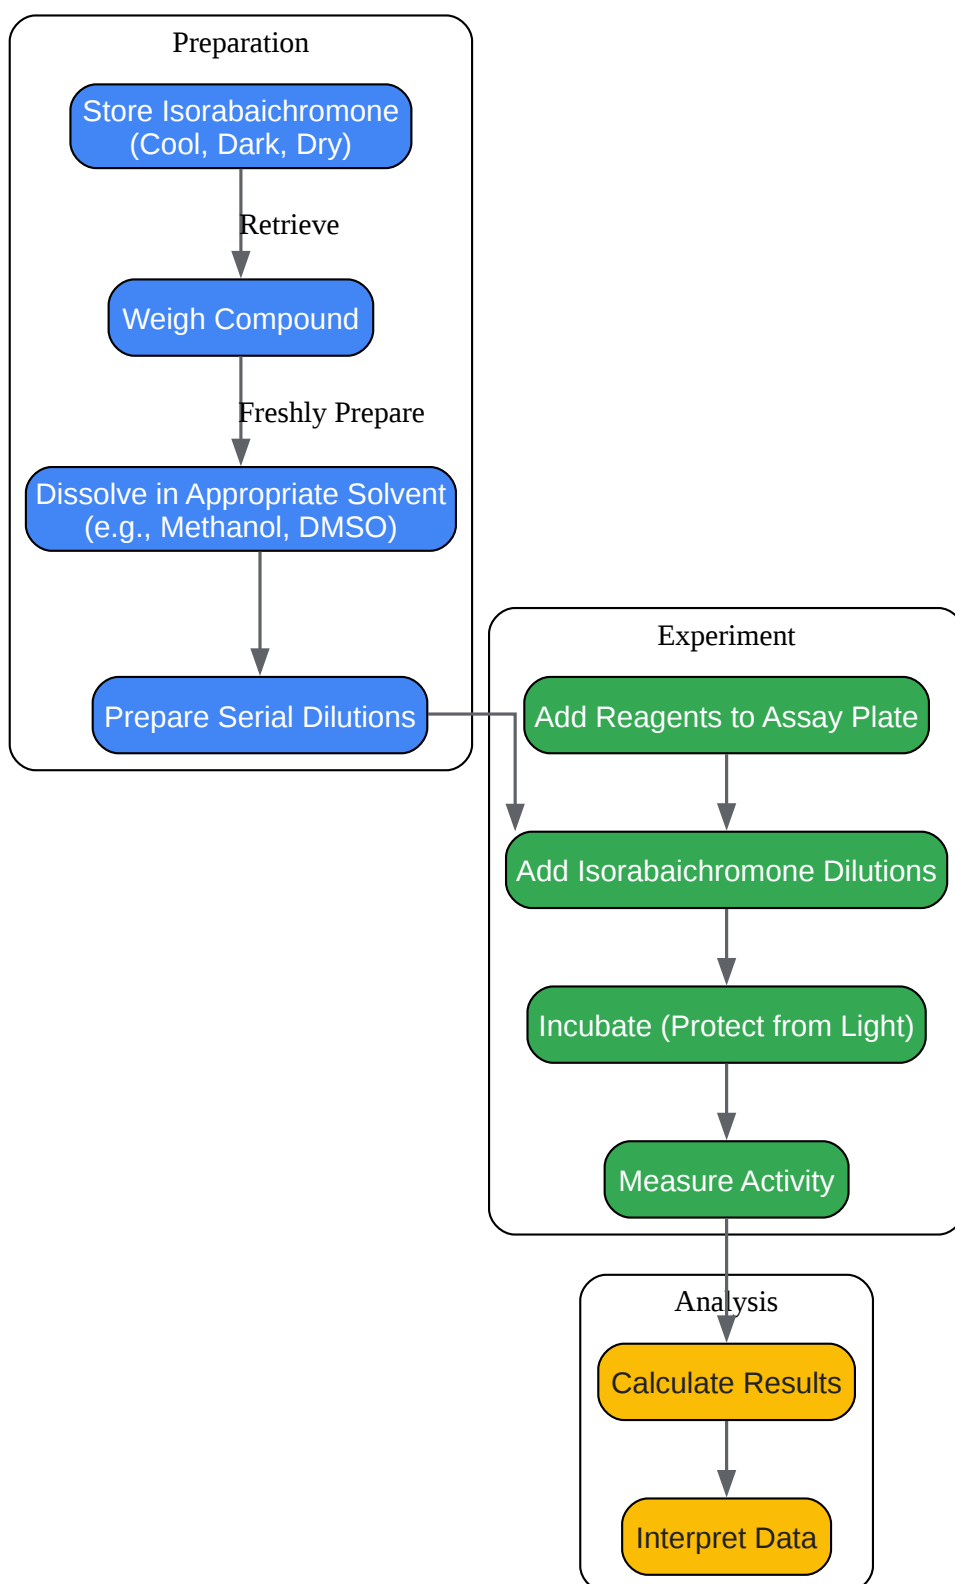 Preparation
Store Isorabaichromone
(Cool, Dark, Dry)
Retrieve
Weigh Compound
Freshly Prepare
Dissolve in Appropriate Solvent
(e.g., Methanol, DMSO)
Prepare Serial Dilutions
Experiment
Add Reagents to Assay Plate
Add Isorabaichromone Dilutions
Incubate (Protect from Light)
Measure Activity
Analysis
Calculate Results
Interpret Data